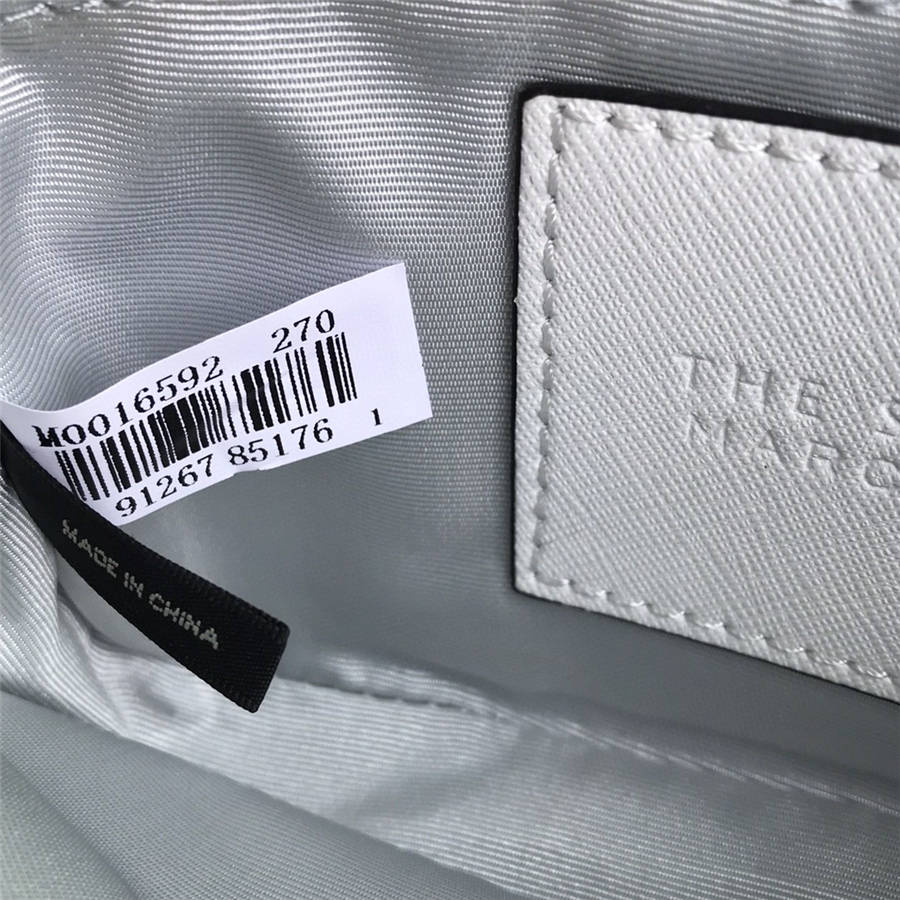 M0016592 270
91267 85176 1
MADE IN CHINA
THE
MARC